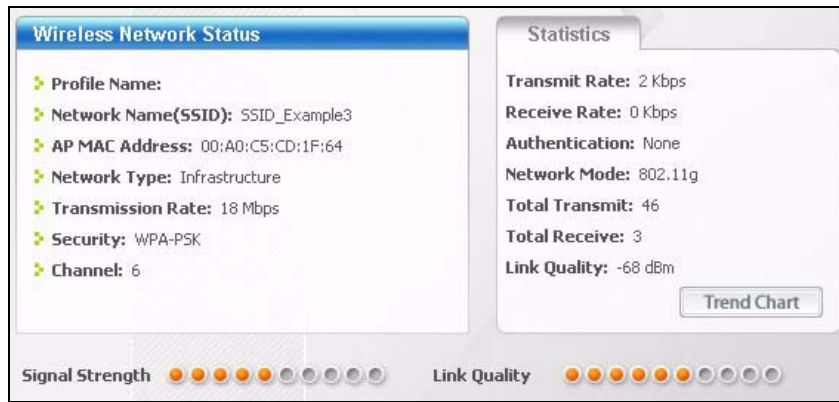 Wireless Network Status
Profile Name:
Network Name(SSID): SSID_Example3
AP MAC Address: 00:A0:C5:CD:1F:64
Network Type: Infrastructure
Transmission Rate: 18 Mbps
Security: WPA-PSK
Channel: 6
Statistics
Transmit Rate: 2 Kbps
Receive Rate: 0 Kbps
Authentication: None
Network Mode: 802.11g
Total Transmit: 46
Total Receive: 3
Link Quality: -68 dBm
Trend Chart
Signal Strength
Link Quality